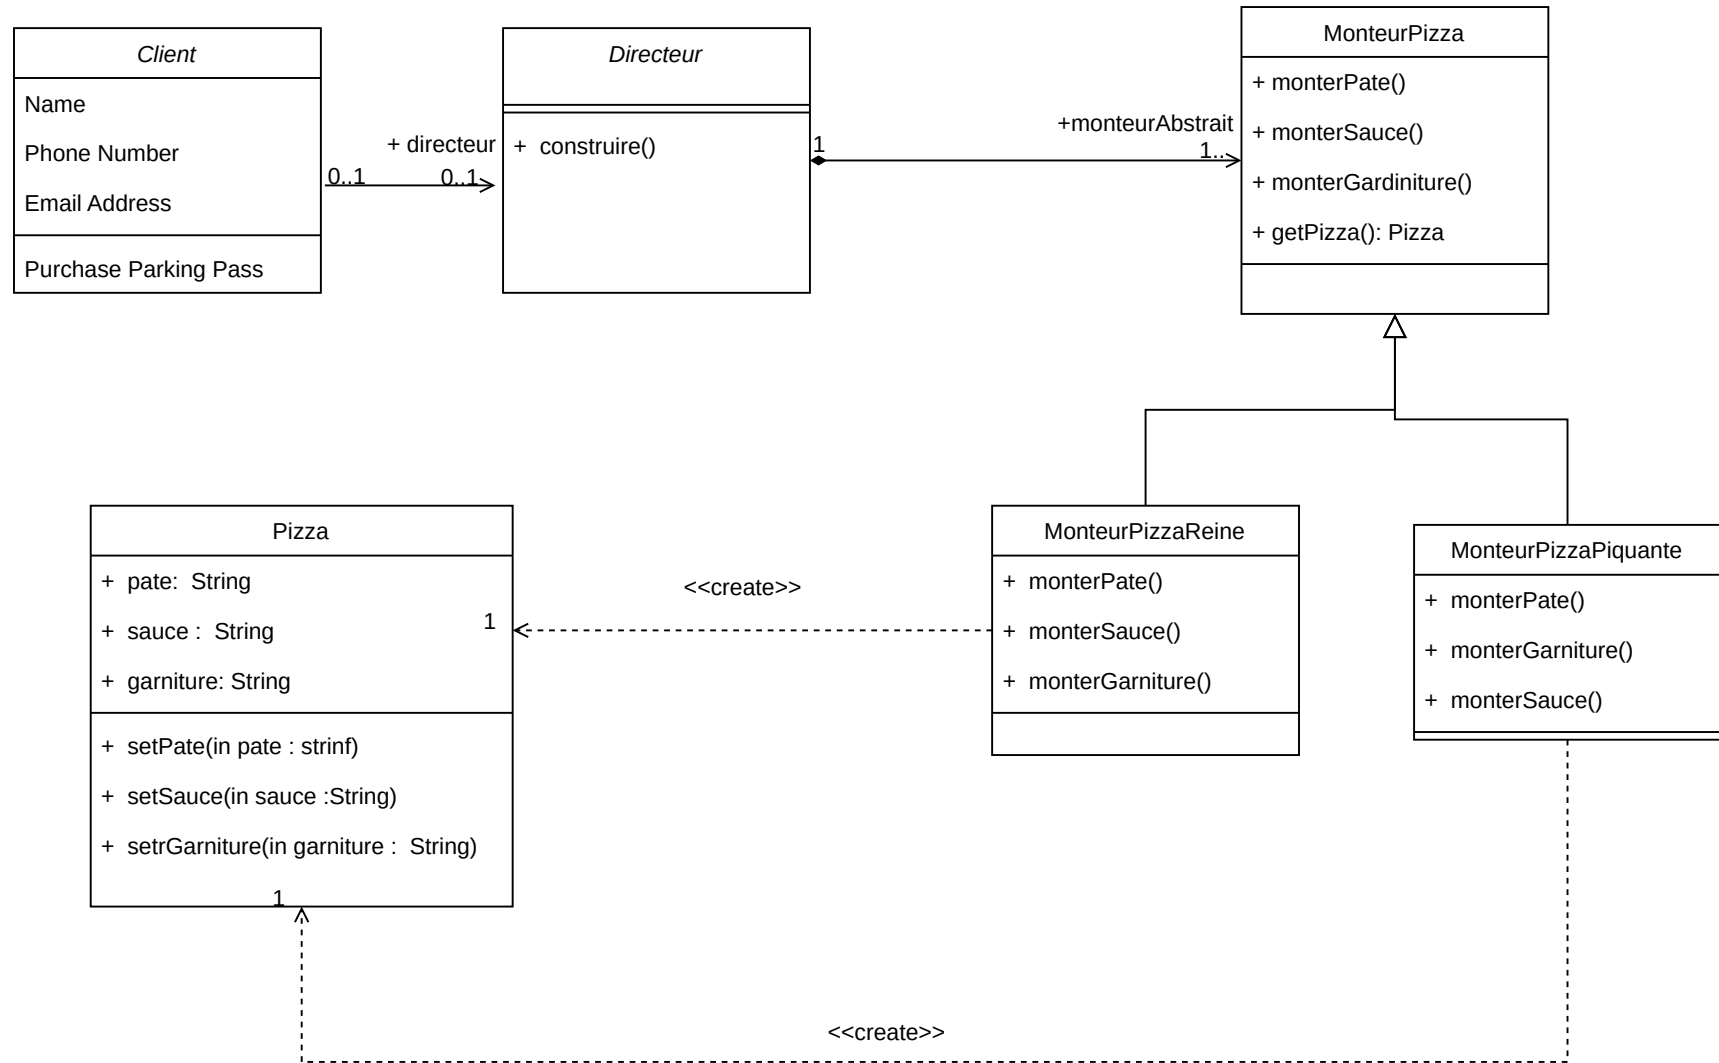 Client
Name
Phone Number
Email Address
Purchase Parking Pass
+ directeur
0..1
0..1
Directeur
+ construire()
1
+monteurAbstrait
1..
MonteurPizza
+ monterPate()
+ monterSauce()
+ monterGardiniture()
+ getPizza(): Pizza
Pizza
+ pate: String
+ sauce : String
+ garniture: String
+ setPate(in pate : strinf)
+ setSauce(in sauce :String)
+ setrGarniture(in garniture : String)
1
1
<<create>>
MonteurPizzaReine
+ monterPate()
+ monterSauce()
+ monterGarniture()
MonteurPizzaPiquante
+ monterPate()
+ monterGarniture()
+ monterSauce()
<<create>>